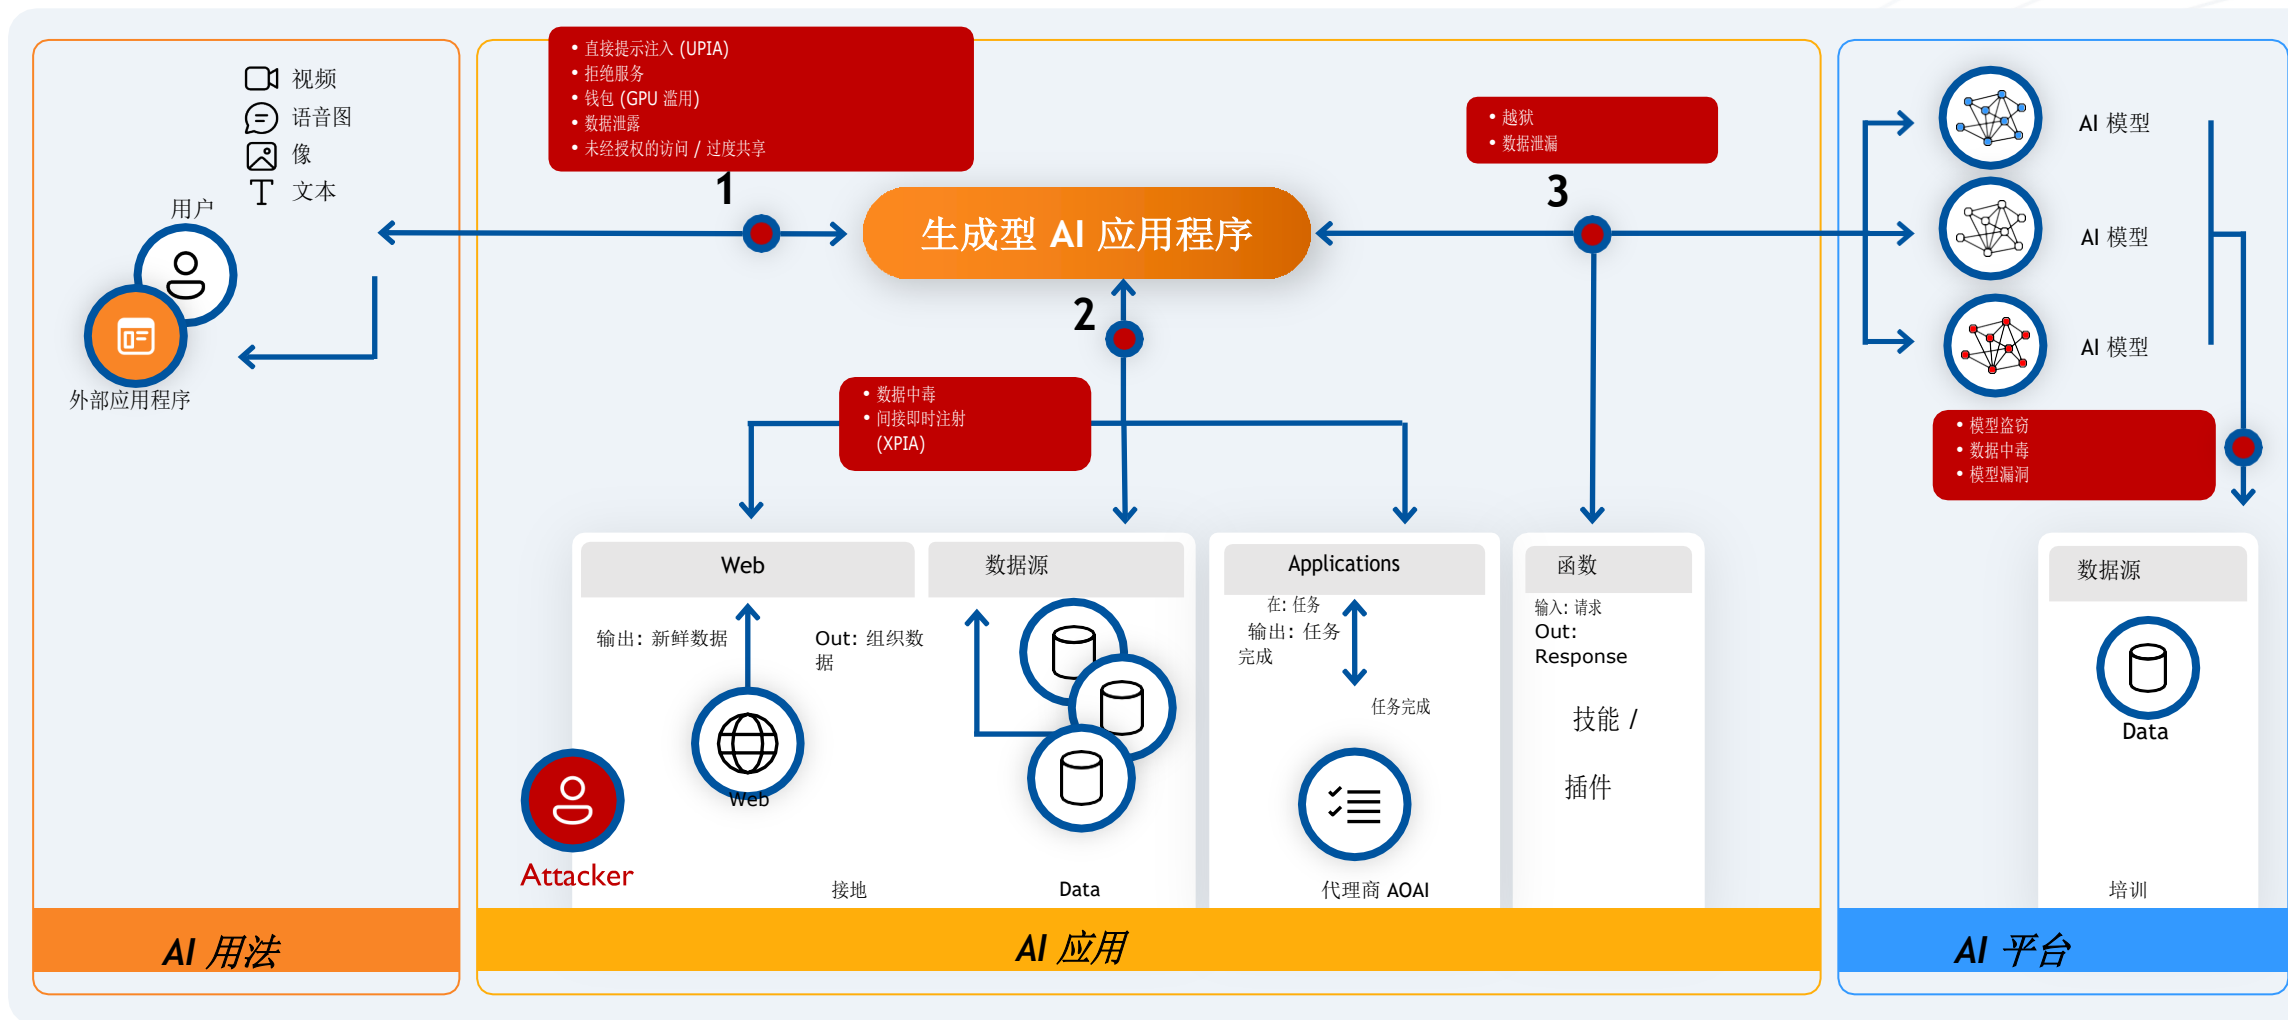 视频
语音图
像
文本
用户
外部应用程序
AI 用法
• 直接提示注入 (UPIA)
• 拒绝服务
• 钱包 (GPU 滥用)
• 数据泄露
• 未经授权的访问 / 过度共享
1
生成型 AI 应用程序
• 越狱
• 数据泄漏
3
2
• 数据中毒
• 间接即时注射
(XPIA)
Web
输出: 新鲜数据
Web
Attacker
数据源
Out: 组织数
据
接地
Data
Applications
在: 任务
输出: 任务
完成
任务完成
代理商 AOAI
函数
输入: 请求
Out:
Response
技能 /
插件
AI 应用
AI 模型
AI 模型
AI 模型
• 模型盗窃
• 数据中毒
• 模型漏洞
数据源
Data
培训
AI 平台